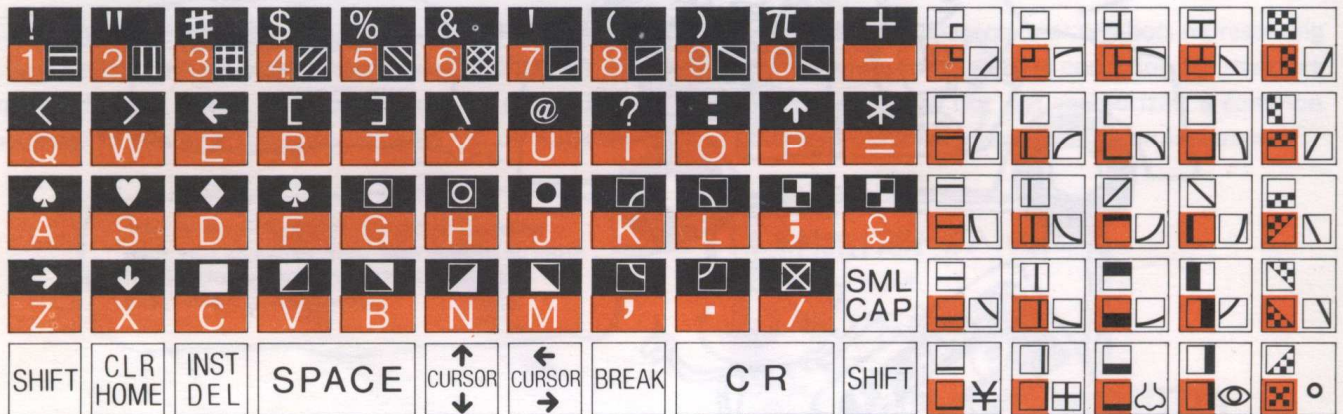 ! " # $ % & ' ( ) π +
1 2 3 4 5 6 7 8 9 0 −
< > ← [ ] \ @ ? : ↑ *
Q W E R T Y U I O P =
♠ ♥ ♦ ♣
A S D F G H J K L ; £
→ ↓
Z X C V B N M , . / SML
CAP
SHIFT CLR
HOME INST
DEL SPACE ↑
CURSOR
↓ ←
CURSOR
→ BREAK CR SHIFT ¥